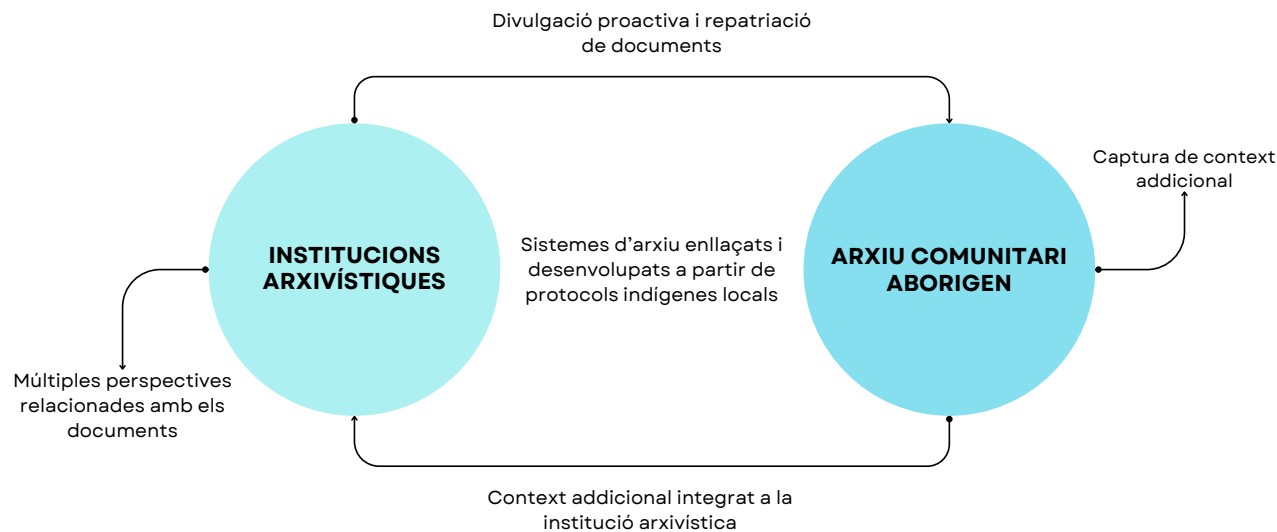 Divulgació proactiva i repatriació
de documents
INSTITUCIONS
ARXIVÍSTIQUES
Sistemes d'arxiu enllaçats i
desenvolupats a partir de
protocols indígenes locals
ARXIU COMUNITARI
ABORIGEN
Captura de context
addicional
Múltiples perspectives
relacionades amb els
documents
Context addicional integrat a la
institució arxivística